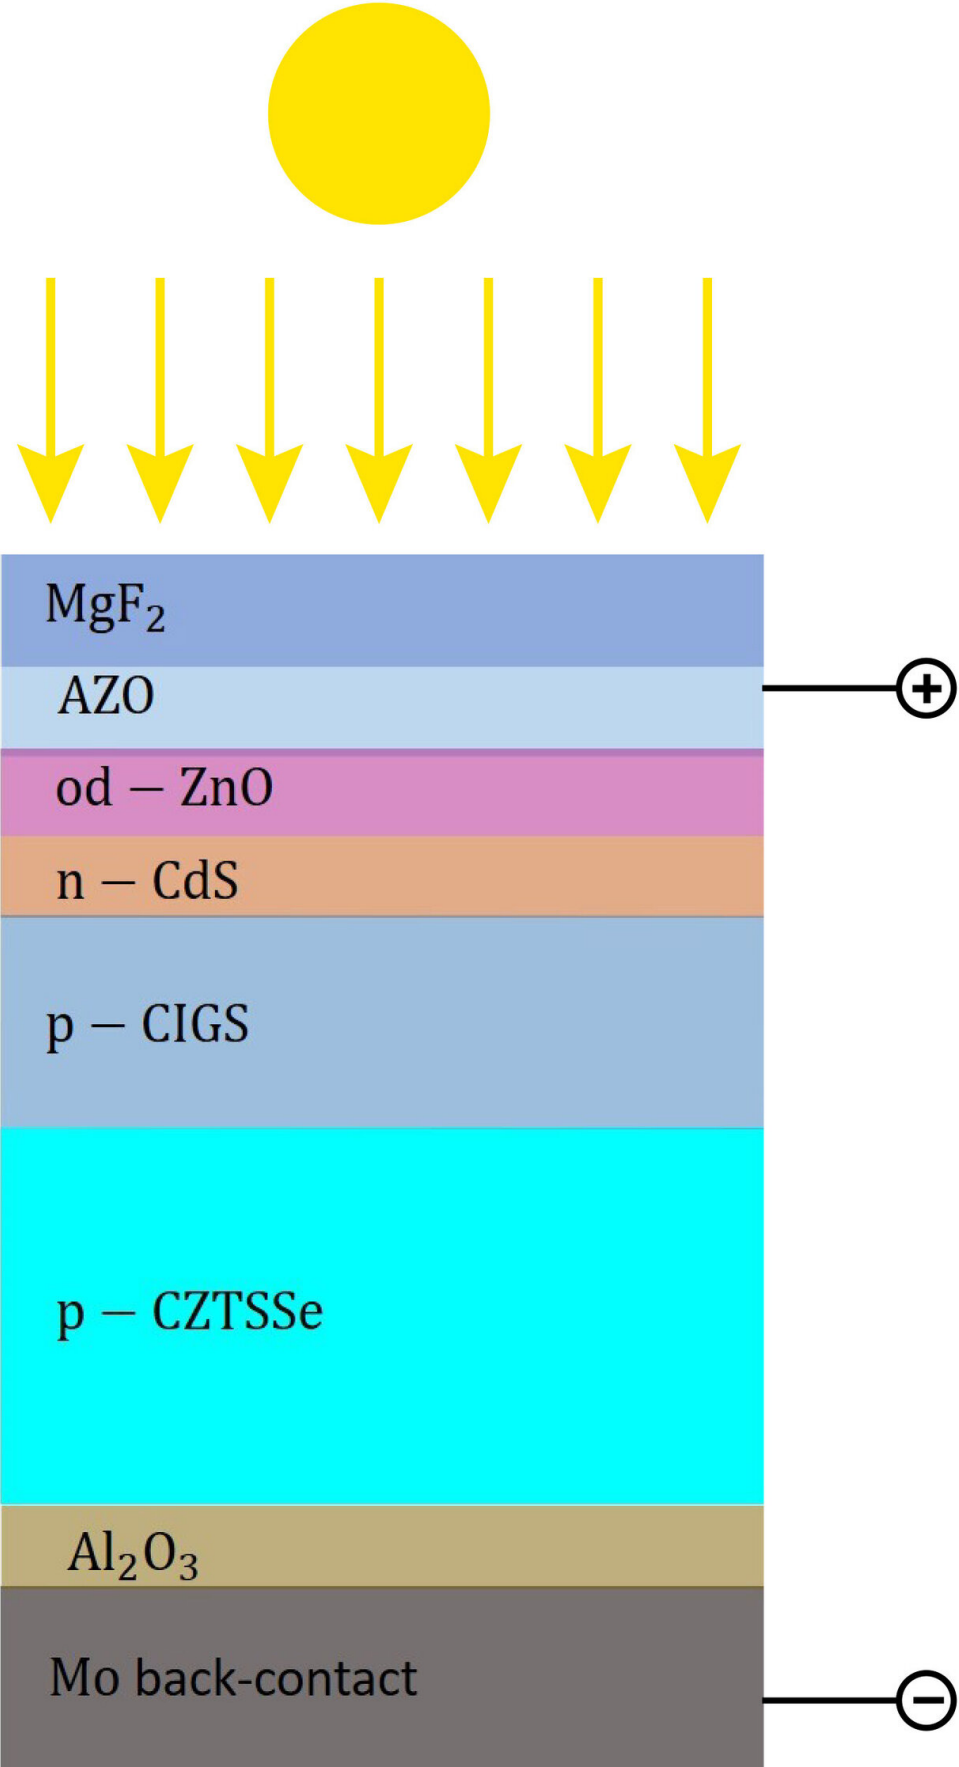 MgF₂
AZO
+
od – ZnO
n – CdS
p – CIGS
p – CZTSSe
Al₂O₃
Mo back-contact
−